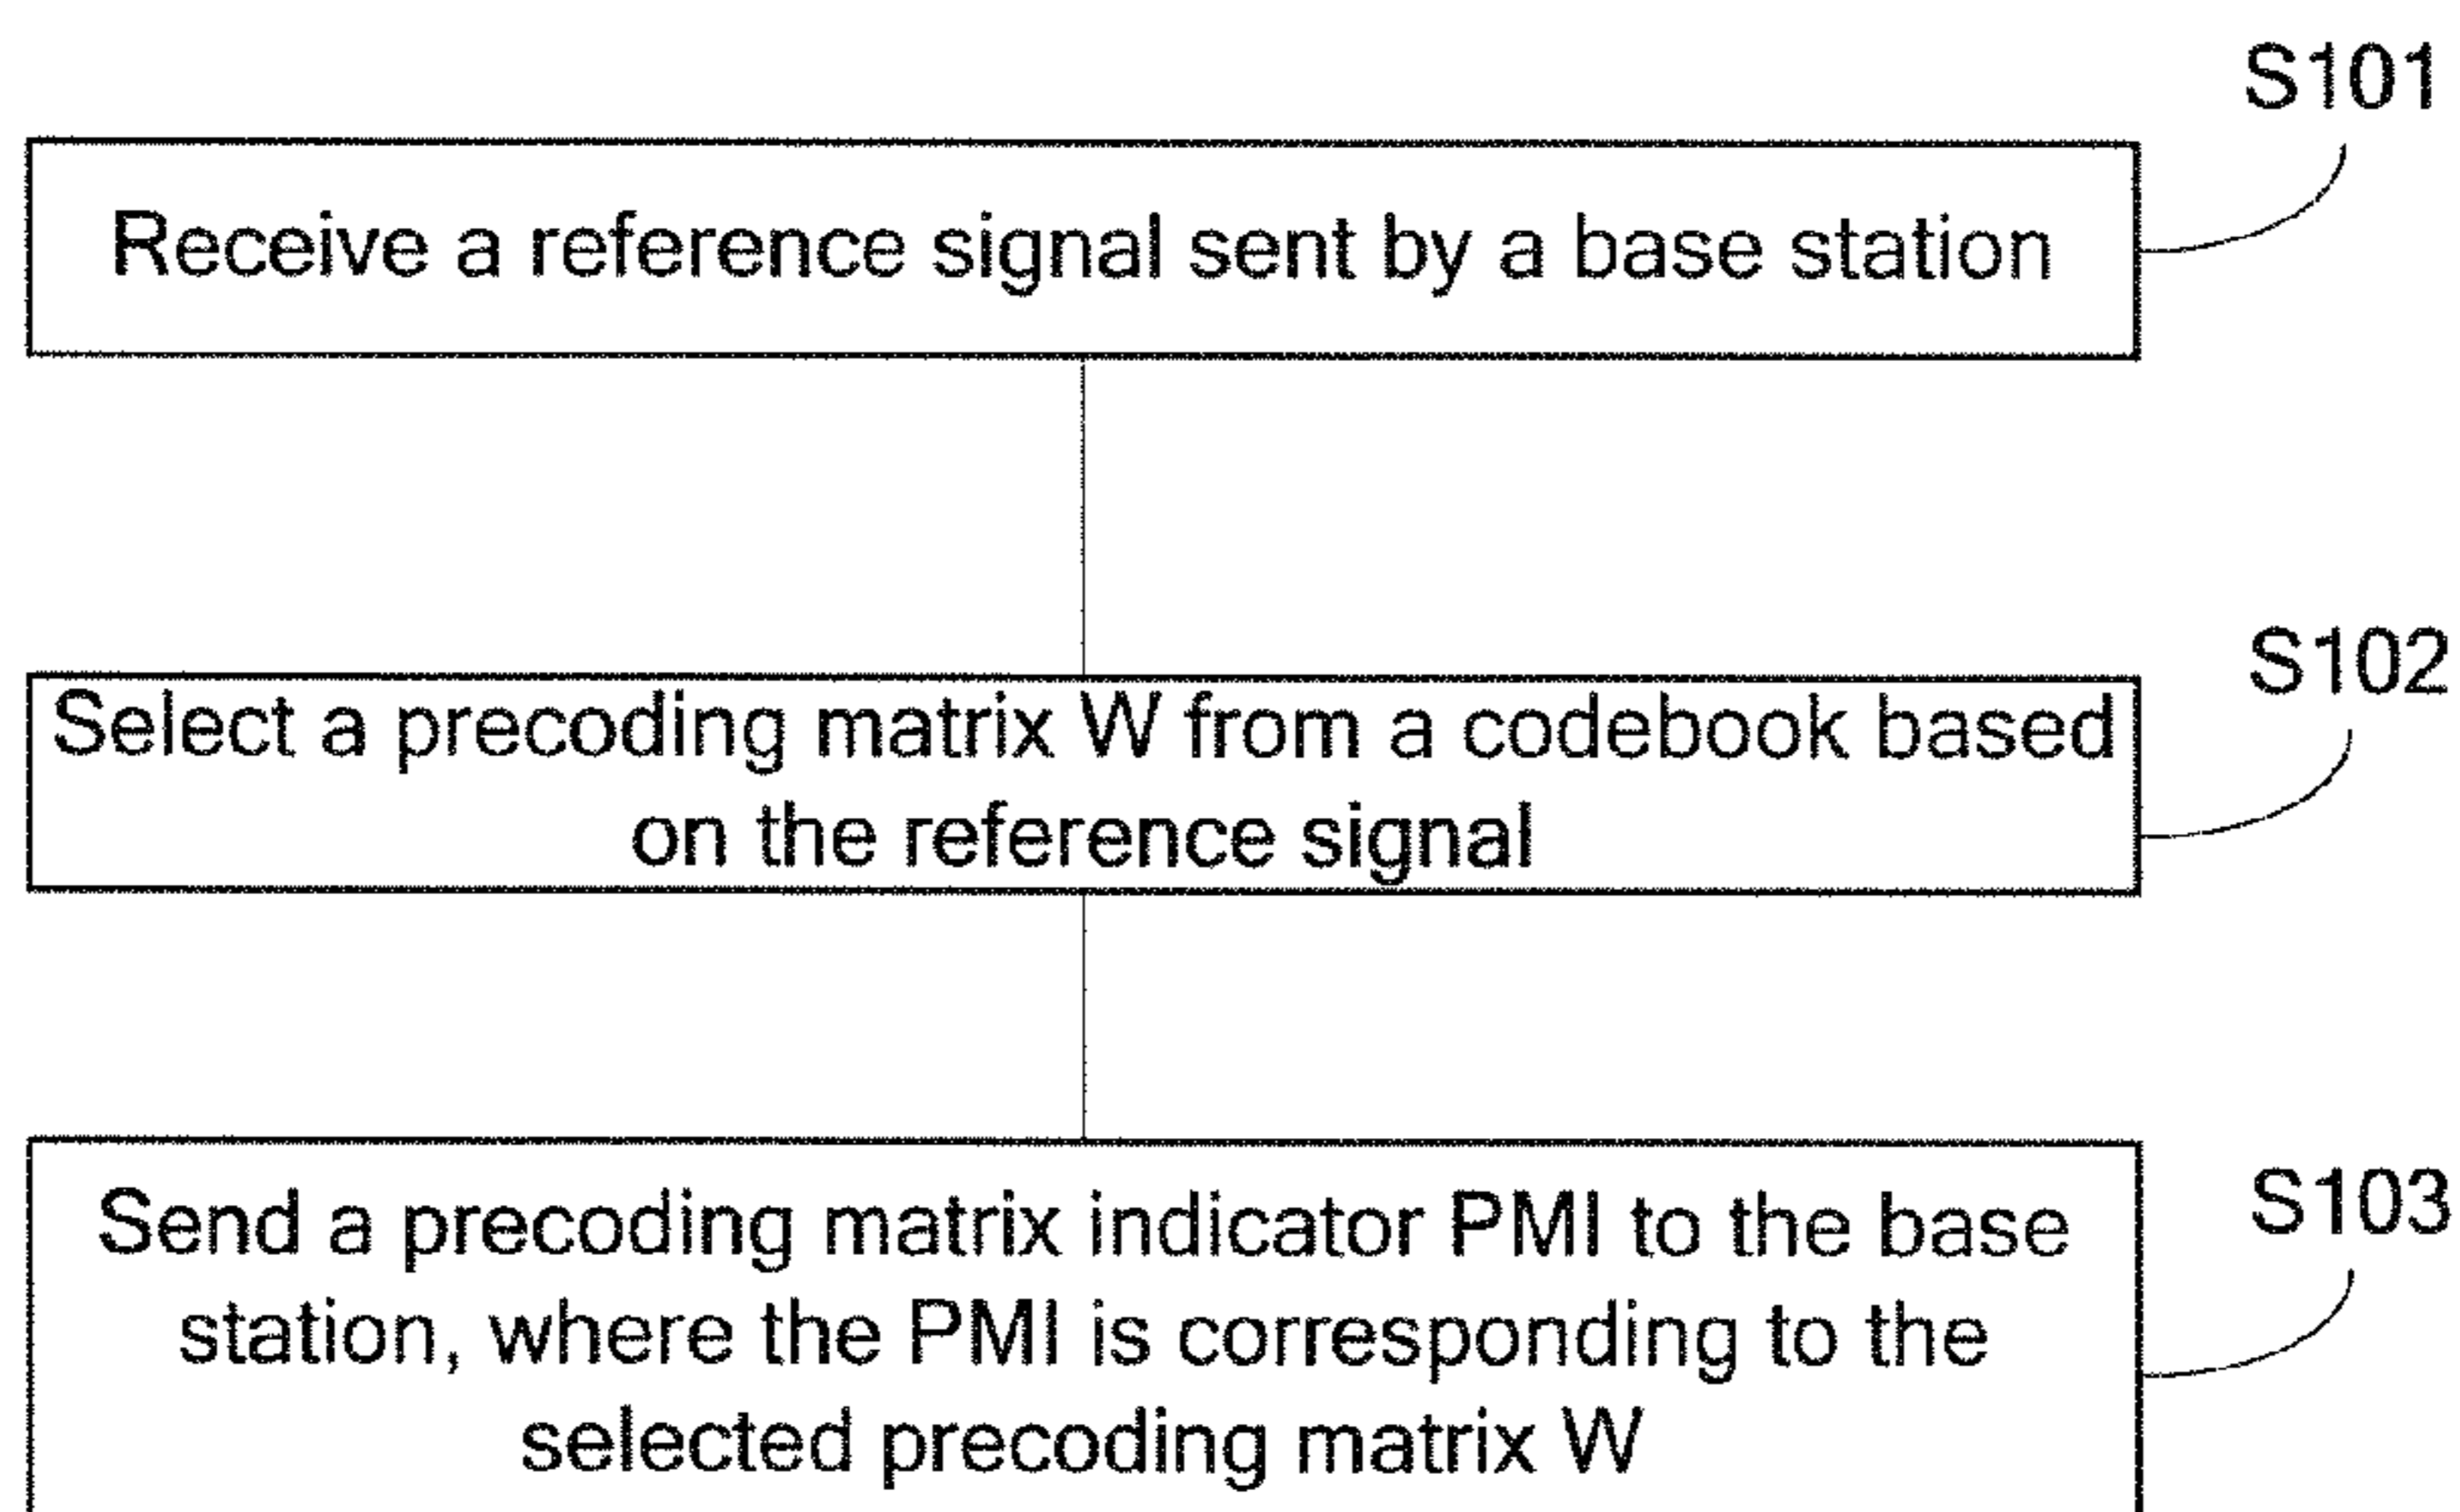 S101
Receive a reference signal sent by a base station
S102
Select a precoding matrix W from a codebook based
on the reference signal
S103
Send a precoding matrix indicator PMI to the base
station, where the PMI is corresponding to the
selected precoding matrix W